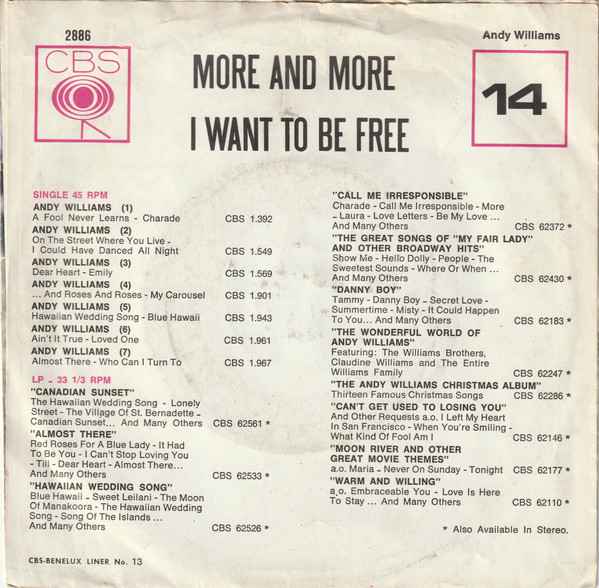 2886
Andy Williams
CBS
MORE AND MORE
I WANT TO BE FREE
14
SINGLE 45 RPM
ANDY WILLIAMS (1)
A Fool Never Learns - Charade CBS 1.392
ANDY WILLIAMS (2)
On The Street Where You Live -
I Could Have Danced All Night CBS 1.549
ANDY WILLIAMS (3)
Dear Heart - Emily CBS 1.569
ANDY WILLIAMS (4)
... And Roses And Roses - My Carousel CBS 1.901
ANDY WILLIAMS (5)
Hawaiian Wedding Song - Blue Hawaii CBS 1.943
ANDY WILLIAMS (6)
Ain't It True - Loved One CBS 1.961
ANDY WILLIAMS (7)
Almost There - Who Can I Turn To CBS 1.967
LP - 33 1/3 RPM
"CANADIAN SUNSET"
The Hawaiian Wedding Song - Lonely
Street - The Village Of St. Bernadette -
Canadian Sunset... And Many Others CBS 62561 *
"ALMOST THERE"
Red Roses For A Blue Lady - It Had
To Be You - I Can't Stop Loving You
- Till - Dear Heart - Almost There...
And Many Others CBS 62533 *
"HAWAIIAN WEDDING SONG"
Blue Hawaii - Sweet Leilani - The Moon
Of Manakoora - The Hawaiian Wedding
Song - Song Of The Islands ...
And Many Others CBS 62526 *
"CALL ME IRRESPONSIBLE"
Charade - Call Me Irresponsible - More
- Laura - Love Letters - Be My Love ...
And Many Others CBS 62372 *
"THE GREAT SONGS OF "MY FAIR LADY"
AND OTHER BROADWAY HITS"
Show Me - Hello Dolly - People - The
Sweetest Sounds - Where Or When ...
And Many Others CBS 62430 *
"DANNY BOY"
Tammy - Danny Boy - Secret Love -
Summertime - Misty - It Could Happen
To You... And Many Others CBS 62183 *
"THE WONDERFUL WORLD OF
ANDY WILLIAMS"
Featuring: The Williams Brothers,
Claudine Williams and the Entire
Williams Family CBS 62247 *
"THE ANDY WILLIAMS CHRISTMAS ALBUM"
Thirteen Famous Christmas Songs CBS 62286 *
"CAN'T GET USED TO LOSING YOU"
And Other Requests a.o. I Left My Heart
In San Francisco - When You're Smiling -
What Kind Of Fool Am I CBS 62146 *
"MOON RIVER AND OTHER
GREAT MOVIE THEMES"
a.o. Maria - Never On Sunday - Tonight CBS 62177 *
"WARM AND WILLING"
a.o. Embraceable You - Love Is Here
To Stay ... And Many Others CBS 62110 *
* Also Available In Stereo.
CBS-BENELUX LINER No. 13